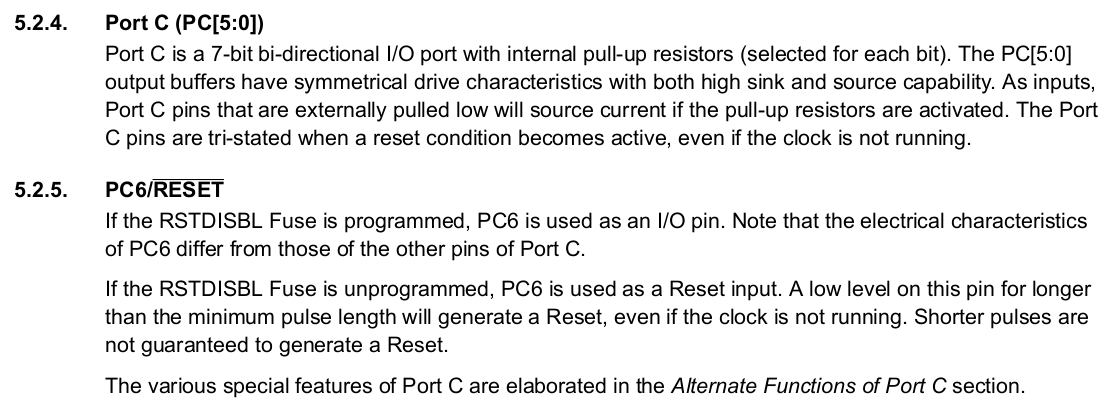 5.2.4. Port C (PC[5:0])
Port C is a 7-bit bi-directional I/O port with internal pull-up resistors (selected for each bit). The PC[5:0]
output buffers have symmetrical drive characteristics with both high sink and source capability. As inputs,
Port C pins that are externally pulled low will source current if the pull-up resistors are activated. The Port
C pins are tri-stated when a reset condition becomes active, even if the clock is not running.
5.2.5. PC6/R̅E̅S̅E̅T̅
If the RSTDISBL Fuse is programmed, PC6 is used as an I/O pin. Note that the electrical characteristics
of PC6 differ from those of the other pins of Port C.
If the RSTDISBL Fuse is unprogrammed, PC6 is used as a Reset input. A low level on this pin for longer
than the minimum pulse length will generate a Reset, even if the clock is not running. Shorter pulses are
not guaranteed to generate a Reset.
The various special features of Port C are elaborated in the Alternate Functions of Port C section.